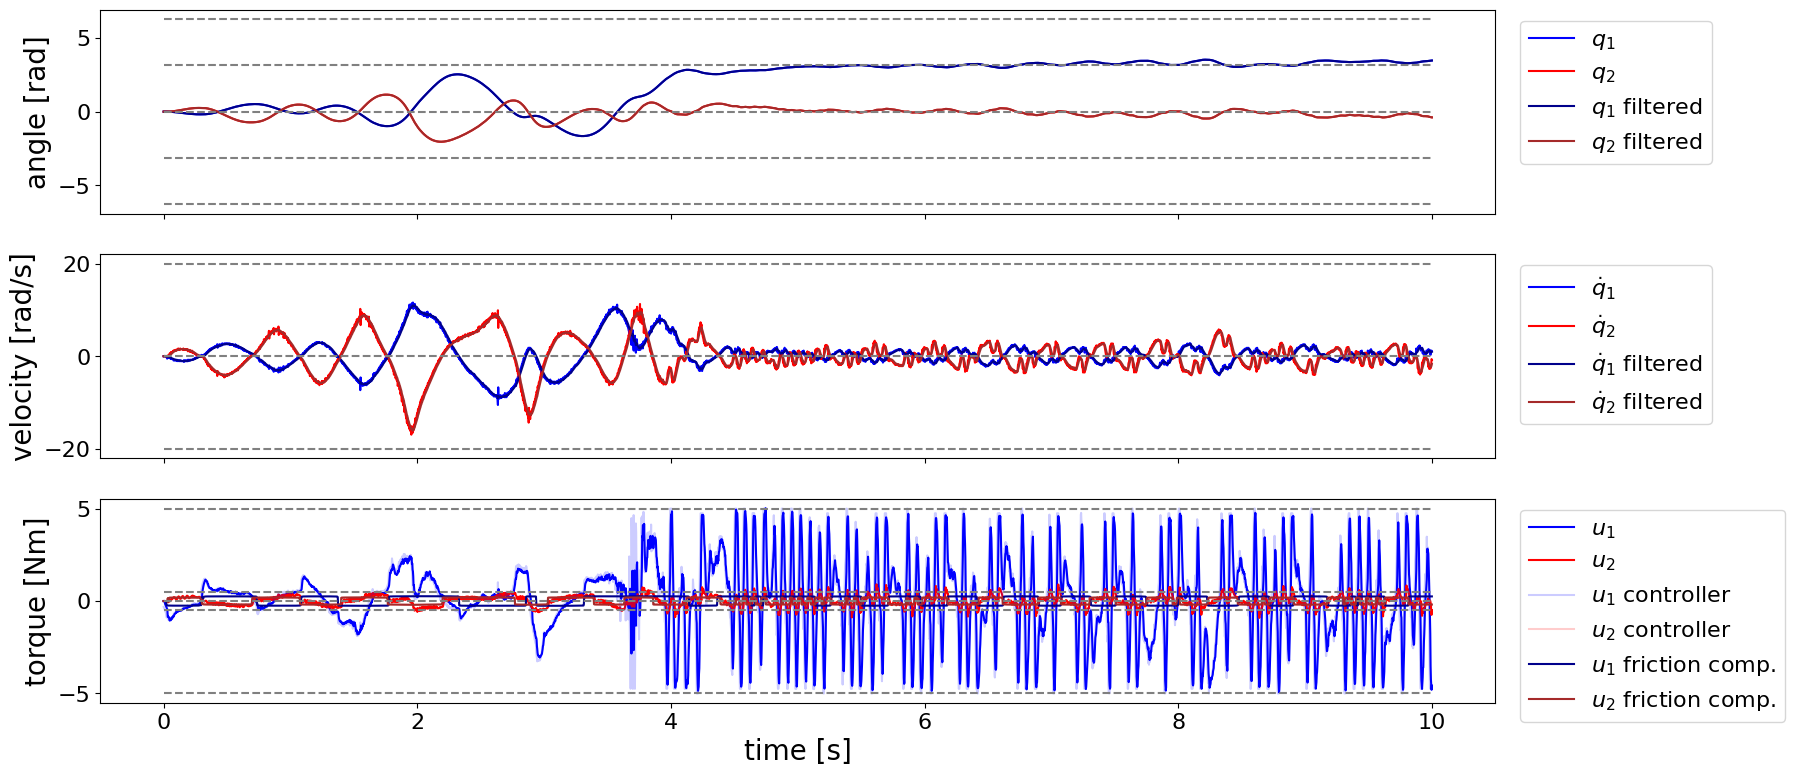 angle [rad]
5
0
−5
q₁
q₂
q₁ filtered
q₂ filtered
velocity [rad/s]
20
0
−20
q̇₁
q̇₂
q̇₁ filtered
q̇₂ filtered
torque [Nm]
5
0
−5
0 2 4 6 8 10
time [s]
u₁
u₂
u₁ controller
u₂ controller
u₁ friction comp.
u₂ friction comp.